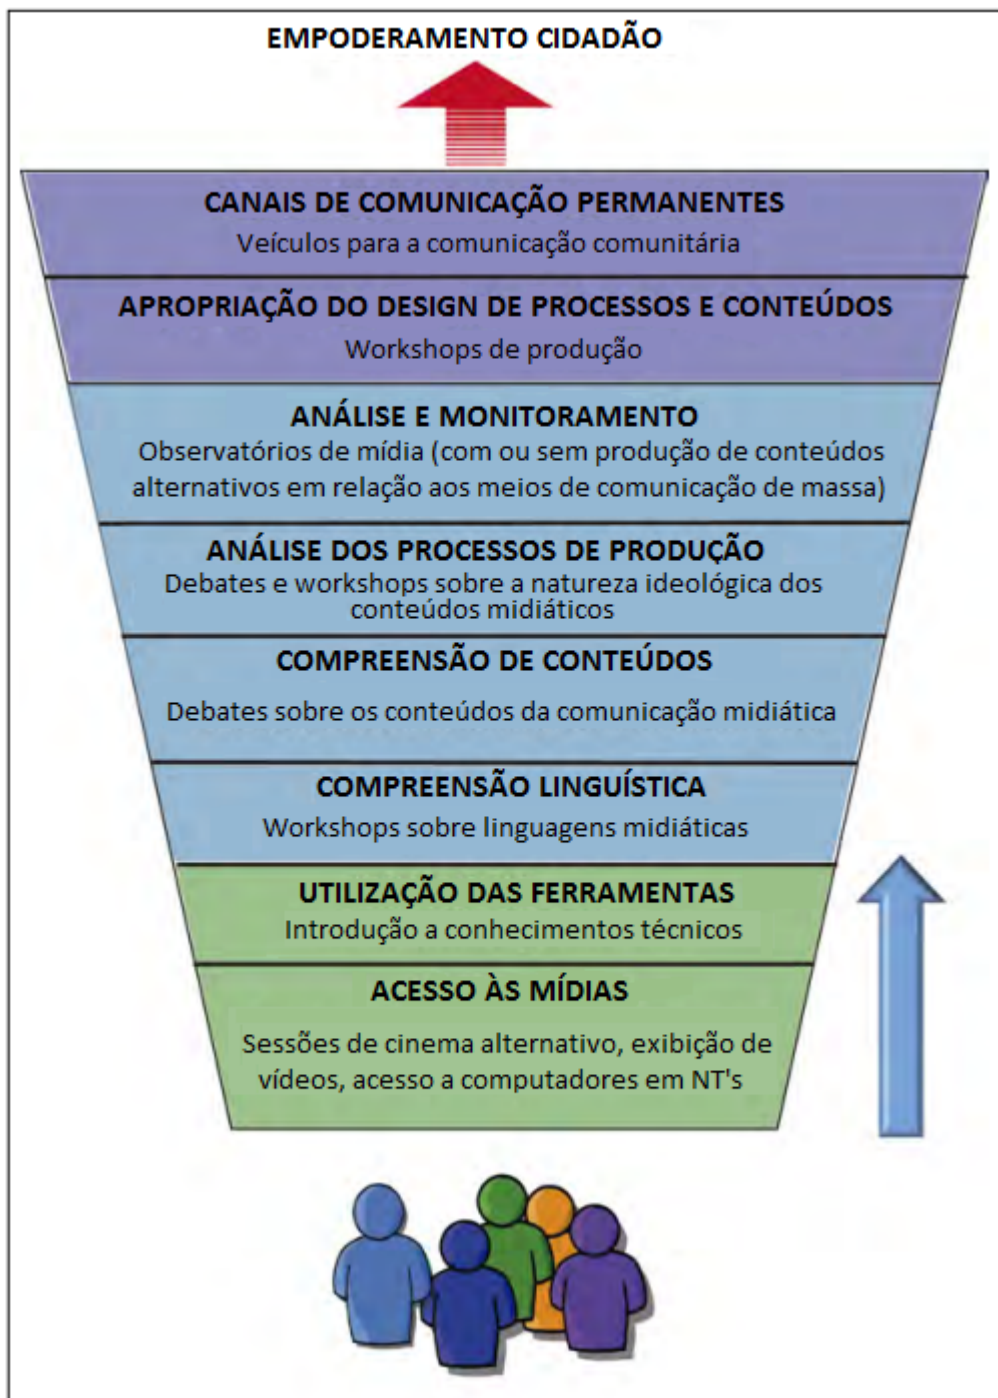 EMPODERAMENTO CIDADÃO
CANAIS DE COMUNICAÇÃO PERMANENTES
Veículos para a comunicação comunitária
APROPRIAÇÃO DO DESIGN DE PROCESSOS E CONTEÚDOS
Workshops de produção
ANÁLISE E MONITORAMENTO
Observatórios de mídia (com ou sem produção de conteúdos
alternativos em relação aos meios de comunicação de massa)
ANÁLISE DOS PROCESSOS DE PRODUÇÃO
Debates e workshops sobre a natureza ideológica dos
conteúdos midiáticos
COMPREENSÃO DE CONTEÚDOS
Debates sobre os conteúdos da comunicação midiática
COMPREENSÃO LINGUÍSTICA
Workshops sobre linguagens midiáticas
UTILIZAÇÃO DAS FERRAMENTAS
Introdução a conhecimentos técnicos
ACESSO ÀS MÍDIAS
Sessões de cinema alternativo, exibição de
vídeos, acesso a computadores em NT's